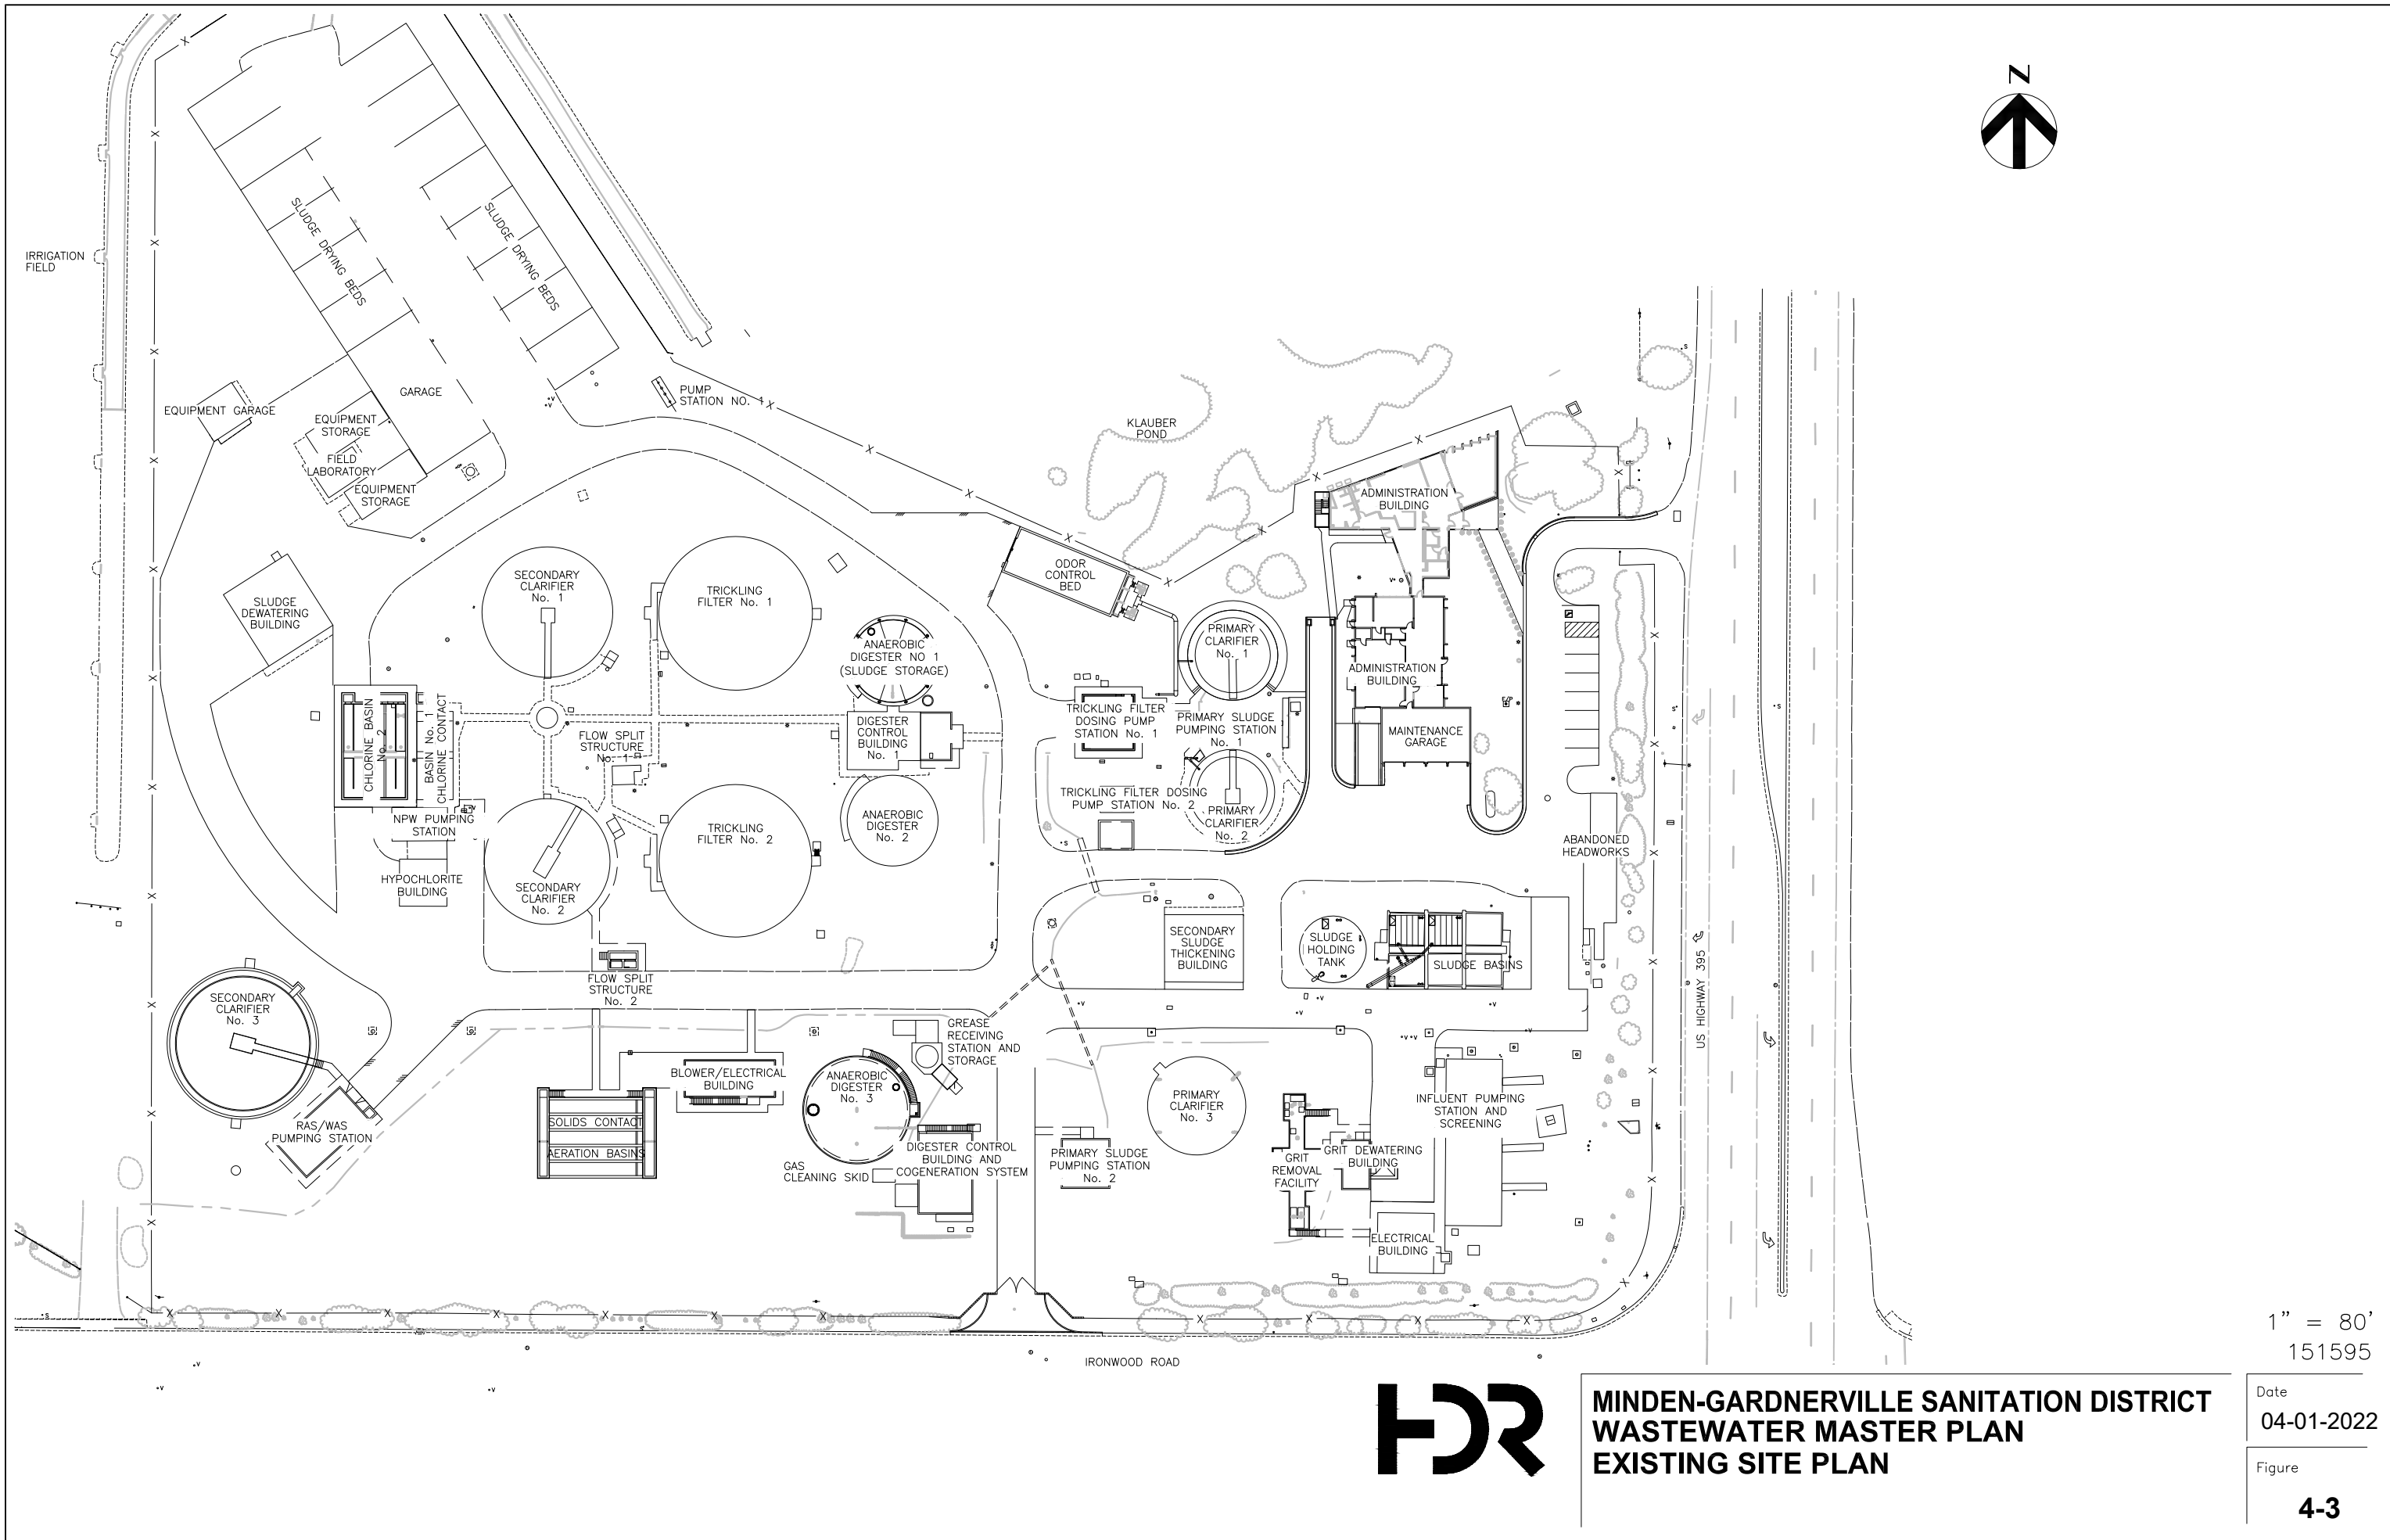 N
IRRIGATION
FIELD
SLUDGE DRYING BEDS
SLUDGE DRYING BEDS
EQUIPMENT GARAGE
EQUIPMENT
STORAGE
FIELD
LABORATORY
EQUIPMENT
STORAGE
GARAGE
PUMP
STATION NO. 1
KLAUBER
POND
ADMINISTRATION
BUILDING
ODOR
CONTROL
BED
SLUDGE
DEWATERING
BUILDING
SECONDARY
CLARIFIER
No. 1
TRICKLING
FILTER No. 1
ANAEROBIC
DIGESTER NO 1
(SLUDGE STORAGE)
PRIMARY
CLARIFIER
No. 1
ADMINISTRATION
BUILDING
CHLORINE BASIN
No. 2
BASIN No. 1
CHLORINE CONTACT
FLOW SPLIT
STRUCTURE
No. 1
DIGESTER
CONTROL
BUILDING
No. 1
TRICKLING FILTER
DOSING PUMP
STATION No. 1
PRIMARY SLUDGE
PUMPING STATION
No. 1
MAINTENANCE
GARAGE
TRICKLING FILTER DOSING
PUMP STATION No. 2
PRIMARY
CLARIFIER
No. 2
NPW PUMPING
STATION
TRICKLING
FILTER No. 2
ANAEROBIC
DIGESTER
No. 2
ABANDONED
HEADWORKS
HYPOCHLORITE
BUILDING
SECONDARY
CLARIFIER
No. 2
SECONDARY
SLUDGE
THICKENING
BUILDING
SLUDGE
HOLDING
TANK
SLUDGE BASINS
US HIGHWAY 395
FLOW SPLIT
STRUCTURE
No. 2
SECONDARY
CLARIFIER
No. 3
GREASE
RECEIVING
STATION AND
STORAGE
BLOWER/ELECTRICAL
BUILDING
ANAEROBIC
DIGESTER
No. 3
PRIMARY
CLARIFIER
No. 3
INFLUENT PUMPING
STATION AND
SCREENING
RAS/WAS
PUMPING STATION
SOLIDS CONTACT
AERATION BASINS
GAS
CLEANING SKID
DIGESTER CONTROL
BUILDING AND
COGENERATION SYSTEM
PRIMARY SLUDGE
PUMPING STATION
No. 2
GRIT
REMOVAL
FACILITY
GRIT DEWATERING
BUILDING
ELECTRICAL
BUILDING
IRONWOOD ROAD
1" = 80'
151595
HDR
MINDEN-GARDNERVILLE SANITATION DISTRICT
WASTEWATER MASTER PLAN
EXISTING SITE PLAN
Date
04-01-2022
Figure
4-3